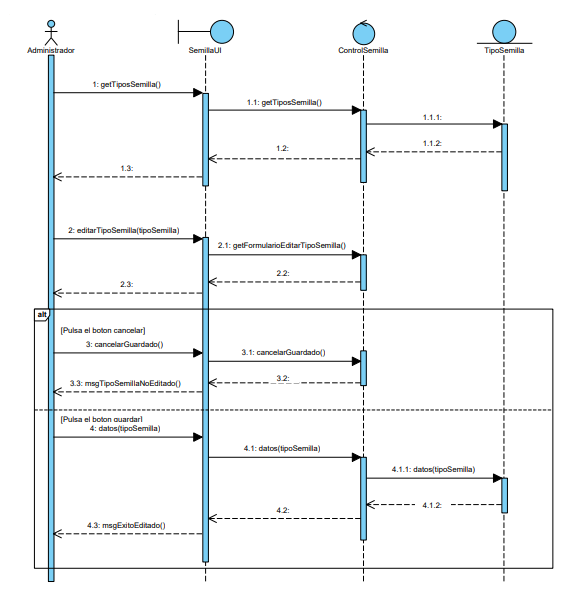 Administrador
SemillaUI
ControlSemilla
TipoSemilla
1: getTiposSemilla()
1.1: getTiposSemilla()
1.1.1:
1.1.2:
1.2:
1.3:
2: editarTipoSemilla(tipoSemilla)
2.1: getFormularioEditarTipoSemilla()
2.2:
2.3:
alt
[Pulsa el boton cancelar]
3: cancelarGuardado()
3.1: cancelarGuardado()
3.2:
3.3: msgTipoSemillaNoEditado()
[Pulsa el boton guardar]
4: datos(tipoSemilla)
4.1: datos(tipoSemilla)
4.1.1: datos(tipoSemilla)
4.1.2:
4.2:
4.3: msgExitoEditado()